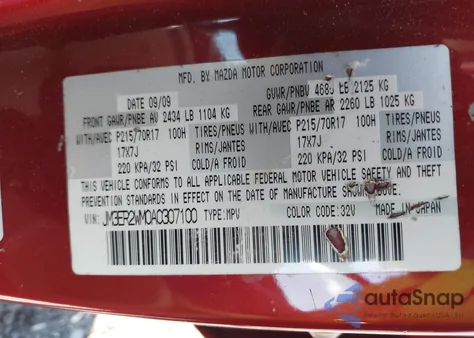 MFD. BY MAZDA MOTOR CORPORATION
DATE 09/09
GVWR/PNBV 4685 LB 2125 KG
FRONT GAWR/PNBE AV 2434 LB 1104 KG
REAR GAWR/PNBE AR 2260 LB 1025 KG
WITH/AVEC P215/70R17 100H TIRES/PNEUS
WITH/AVEC P215/70R17 100H TIRES/PNEUS
17X7J RIMS/JANTES
17X7J RIMS/JANTES
220 KPA/32 PSI COLD/A FROID
220 KPA/32 PSI COLD/A FROID
THIS VEHICLE CONFORMS TO ALL APPLICABLE FEDERAL MOTOR VEHICLE SAFETY AND THEFT
PREVENTION STANDARDS IN EFFECT ON THE DATE OF MANUFACTURE SHOWN ABOVE.
VIN: JM3ER2WM0A0307100 TYPE:MPV COLOR CODE:32V MADE IN JAPAN
autoSnap